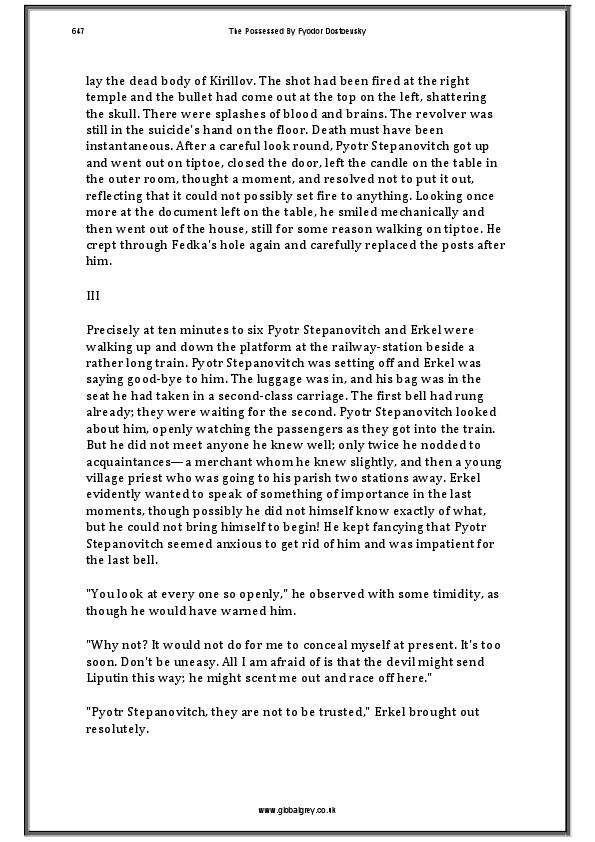 647
The Possessed By Fyodor Dostoevsky
lay the dead body of Kirillov. The shot had been fired at the right
temple and the bullet had come out at the top on the left, shattering
the skull. There were splashes of blood and brains. The revolver was
still in the suicide's hand on the floor. Death must have been
instantaneous. After a careful look round, Pyotr Stepanovitch got up
and went out on tiptoe, closed the door, left the candle on the table in
the outer room, thought a moment, and resolved not to put it out,
reflecting that it could not possibly set fire to anything. Looking once
more at the document left on the table, he smiled mechanically and
then went out of the house, still for some reason walking on tiptoe. He
crept through Fedka's hole again and carefully replaced the posts after
him.
III
Precisely at ten minutes to six Pyotr Stepanovitch and Erkel were
walking up and down the platform at the railway-station beside a
rather long train. Pyotr Stepanovitch was setting off and Erkel was
saying good-bye to him. The luggage was in, and his bag was in the
seat he had taken in a second-class carriage. The first bell had rung
already; they were waiting for the second. Pyotr Stepanovitch looked
about him, openly watching the passengers as they got into the train.
But he did not meet anyone he knew well; only twice he nodded to
acquaintances—a merchant whom he knew slightly, and then a young
village priest who was going to his parish two stations away. Erkel
evidently wanted to speak of something of importance in the last
moments, though possibly he did not himself know exactly of what,
but he could not bring himself to begin! He kept fancying that Pyotr
Stepanovitch seemed anxious to get rid of him and was impatient for
the last bell.
"You look at every one so openly," he observed with some timidity, as
though he would have warned him.
"Why not? It would not do for me to conceal myself at present. It's too
soon. Don't be uneasy. All I am afraid of is that the devil might send
Liputin this way; he might scent me out and race off here."
"Pyotr Stepanovitch, they are not to be trusted," Erkel brought out
resolutely.
www.globalgrey.co.uk